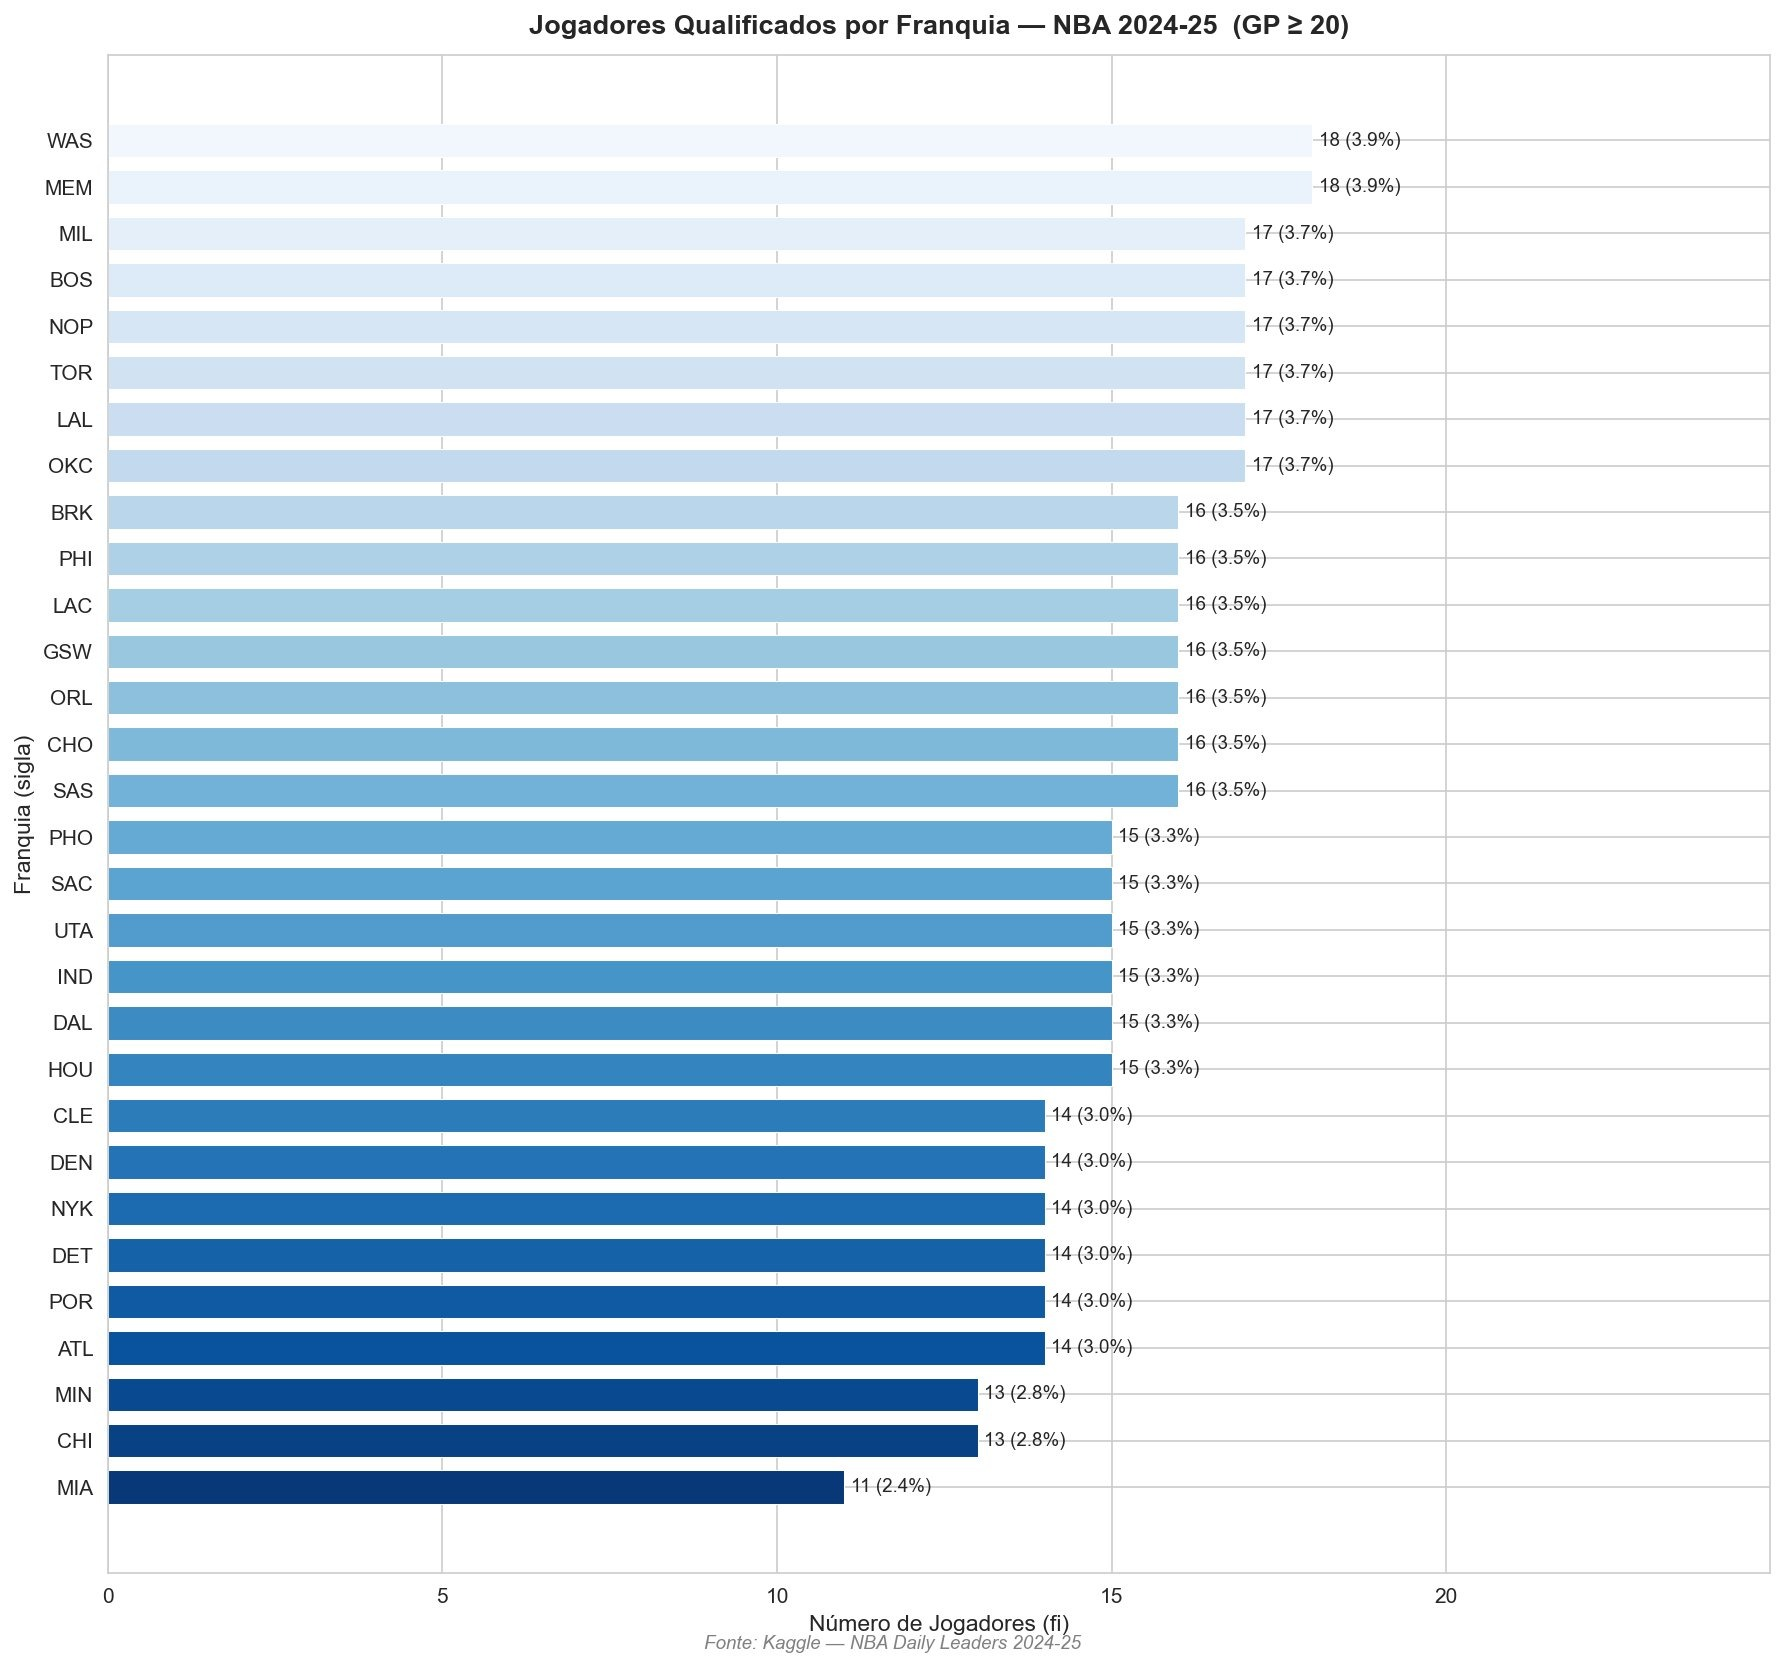 Jogadores Qualificados por Franquia — NBA 2024-25  (GP ≥ 20)
WAS 18 (3.9%)
MEM 18 (3.9%)
MIL 17 (3.7%)
BOS 17 (3.7%)
NOP 17 (3.7%)
TOR 17 (3.7%)
LAL 17 (3.7%)
OKC 17 (3.7%)
BRK 16 (3.5%)
PHI 16 (3.5%)
LAC 16 (3.5%)
GSW 16 (3.5%)
ORL 16 (3.5%)
CHO 16 (3.5%)
SAS 16 (3.5%)
PHO 15 (3.3%)
SAC 15 (3.3%)
UTA 15 (3.3%)
IND 15 (3.3%)
DAL 15 (3.3%)
HOU 15 (3.3%)
CLE 14 (3.0%)
DEN 14 (3.0%)
NYK 14 (3.0%)
DET 14 (3.0%)
POR 14 (3.0%)
ATL 14 (3.0%)
MIN 13 (2.8%)
CHI 13 (2.8%)
MIA 11 (2.4%)
Franquia (sigla)
0 5 10 15 20
Número de Jogadores (fi)
Fonte: Kaggle — NBA Daily Leaders 2024-25